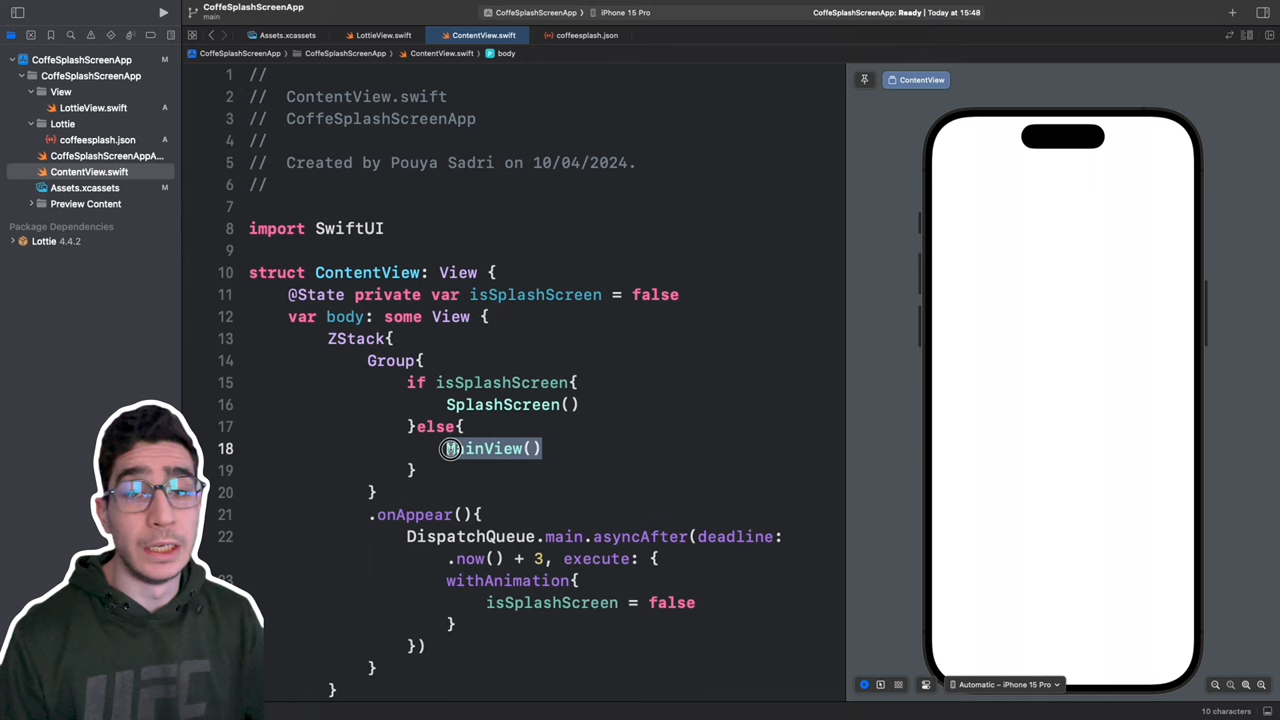 CoffeSplashScreenApp
main
CoffeSplashScreenApp
iPhone 15 Pro
CoffeSplashScreenApp: Ready | Today at 15:48
Assets.xcassets
LottieView.swift
ContentView.swift
coffeesplash.json
CoffeSplashScreenApp
CoffeSplashScreenApp
ContentView.swift
body
CoffeSplashScreenApp M
CoffeSplashScreenApp
View
LottieView.swift A
Lottie
coffeesplash.json A
CoffeSplashScreenAppA...
ContentView.swift
Assets.xcassets M
Preview Content
Package Dependencies
Lottie 4.4.2
1 //
2 // ContentView.swift
3 // CoffeSplashScreenApp
4 //
5 // Created by Pouya Sadri on 10/04/2024.
6 //
7
8 import SwiftUI
9
10 struct ContentView: View {
11 @State private var isSplashScreen = false
12 var body: some View {
13 ZStack{
14 Group{
15 if isSplashScreen{
16 SplashScreen()
17 }else{
18 MainView()
19 }
20 }
21 .onAppear(){
22 DispatchQueue.main.asyncAfter(deadline:
.now() + 3, execute: {
withAnimation{
isSplashScreen = false
}
})
}
}
ContentView
Automatic – iPhone 15 Pro
10 characters
UFC